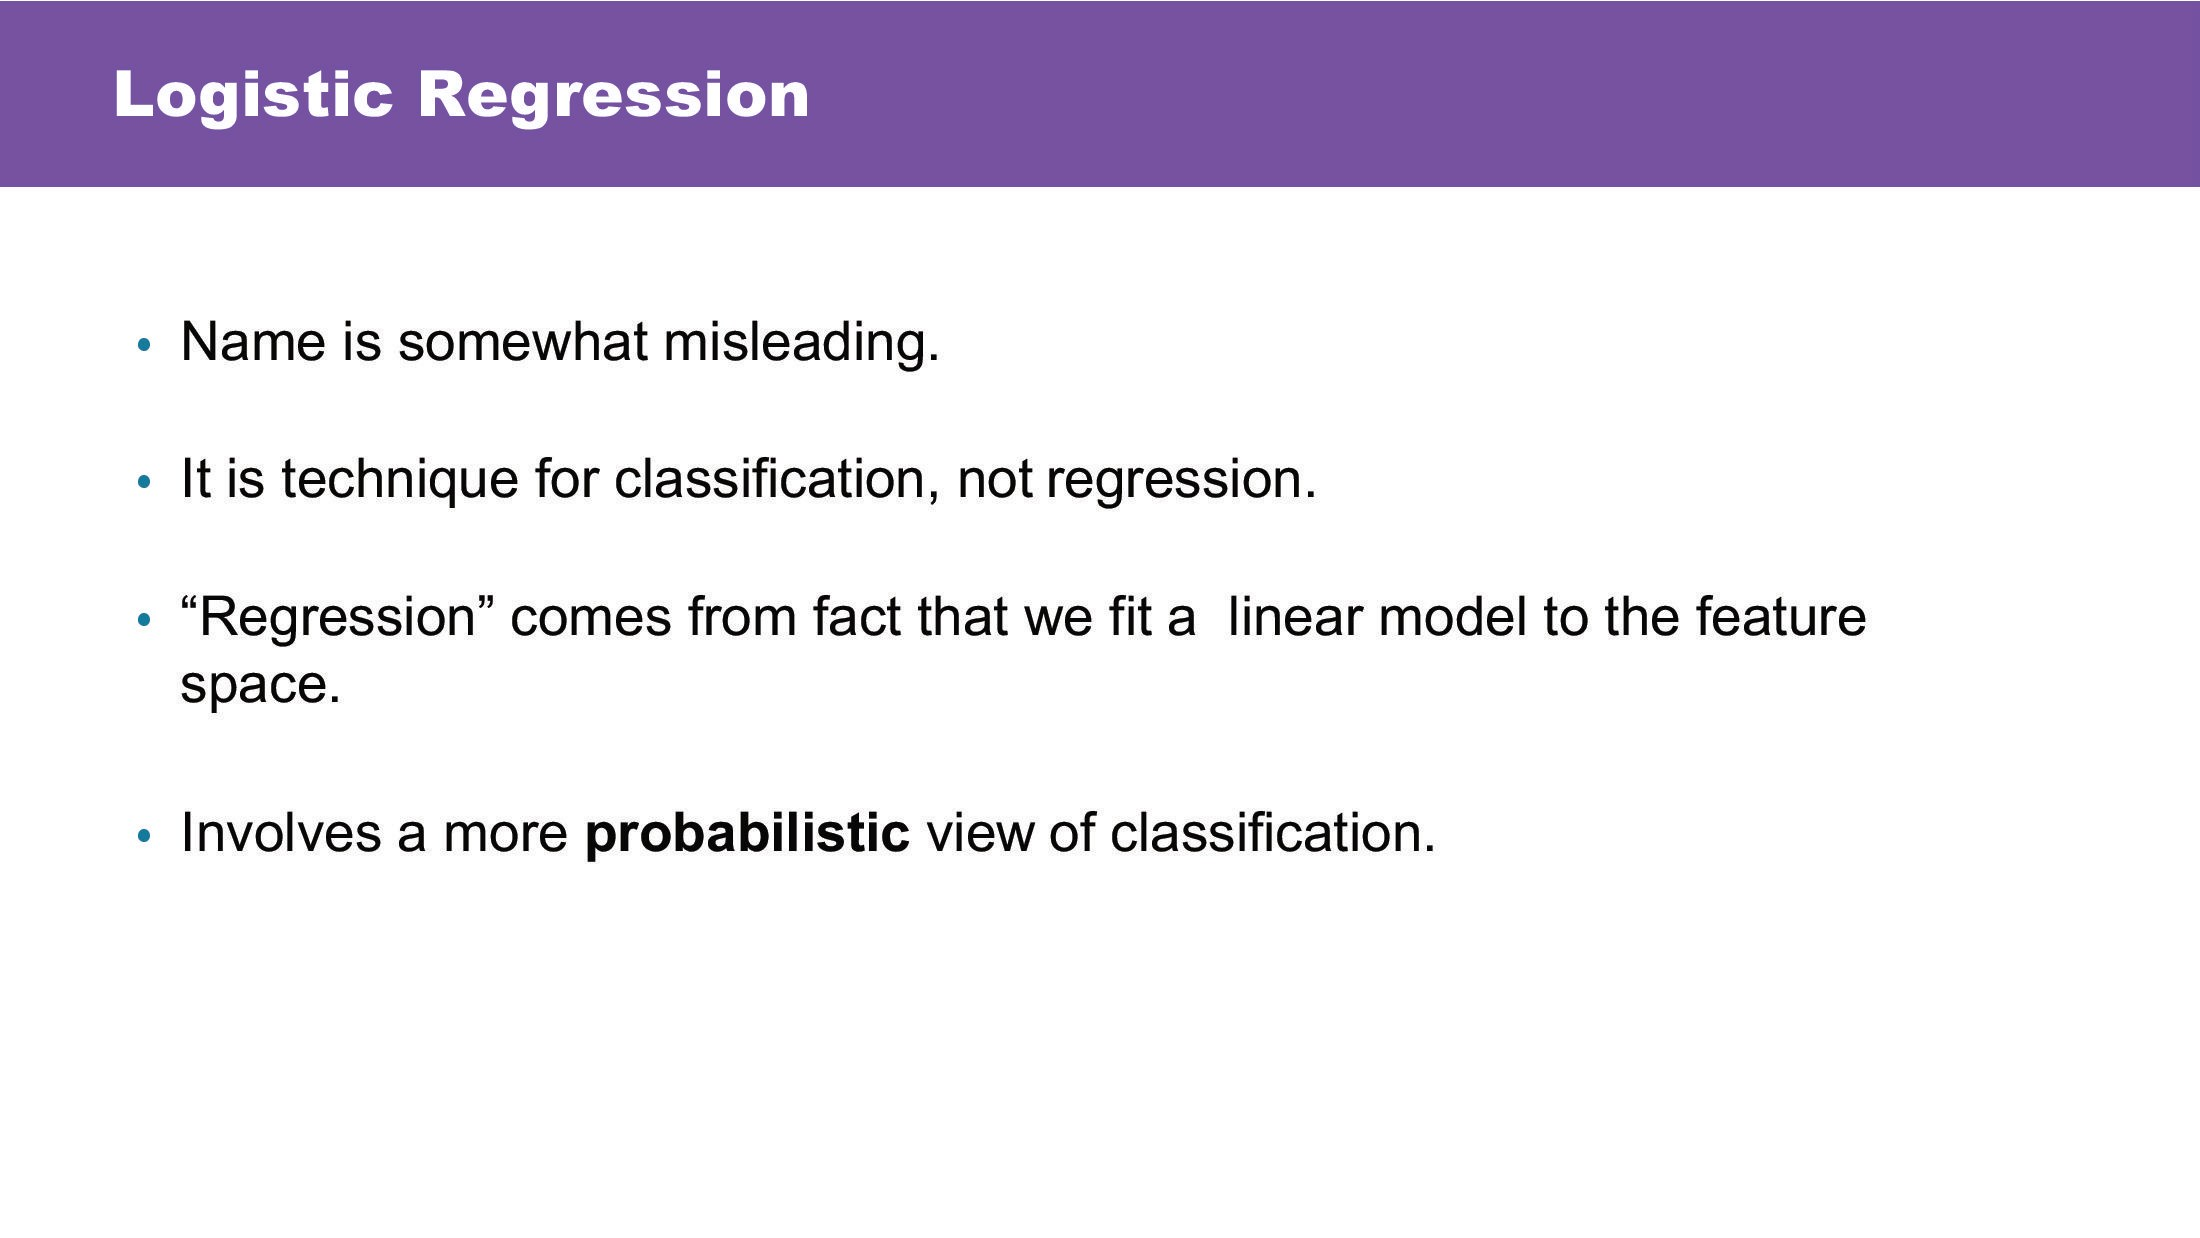 Logistic Regression
• Name is somewhat misleading.
• It is technique for classification, not regression.
• “Regression” comes from fact that we fit a  linear model to the feature
space.
• Involves a more probabilistic view of classification.